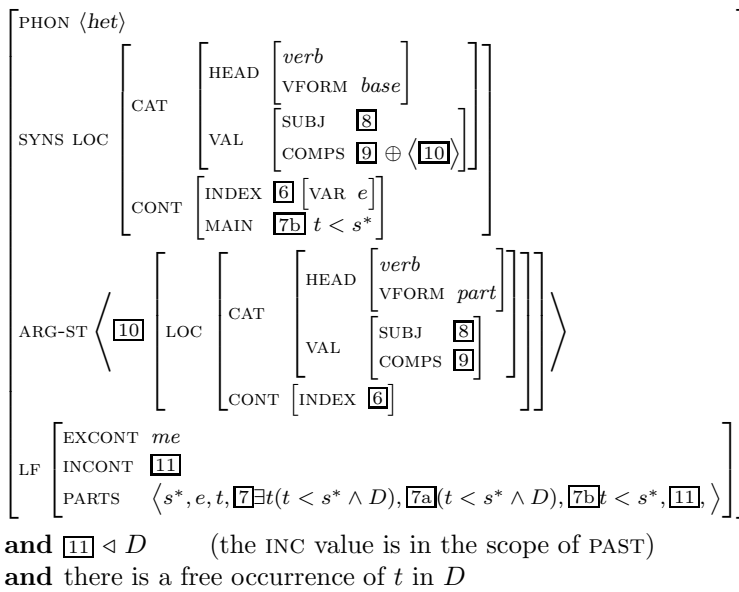 PHON ⟨het⟩
SYNS LOC
CAT
HEAD
verb
VFORM base
VAL
SUBJ 8
COMPS 9 ⊕ ⟨10⟩
CONT
INDEX 6 [VAR e]
MAIN 7b t < s*
ARG-ST ⟨ 10
LOC
CAT
HEAD
verb
VFORM part
VAL
SUBJ 8
COMPS 9
CONT [INDEX 6]
⟩
LF
EXCONT me
INCONT 11
PARTS ⟨s*, e, t, 7∃t(t < s* ∧ D), 7a(t < s* ∧ D), 7bt < s*, 11, ⟩
and 11 ◁ D (the INC value is in the scope of PAST)
and there is a free occurrence of t in D